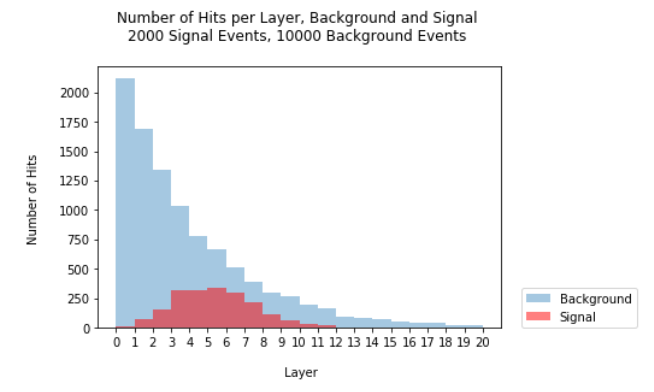 Number of Hits per Layer, Background and Signal
2000 Signal Events, 10000 Background Events
2000
1750
1500
1250
1000
750
500
250
0
Number of Hits
0 1 2 3 4 5 6 7 8 9 10 11 12 13 14 15 16 17 18 19 20
Layer
Background
Signal